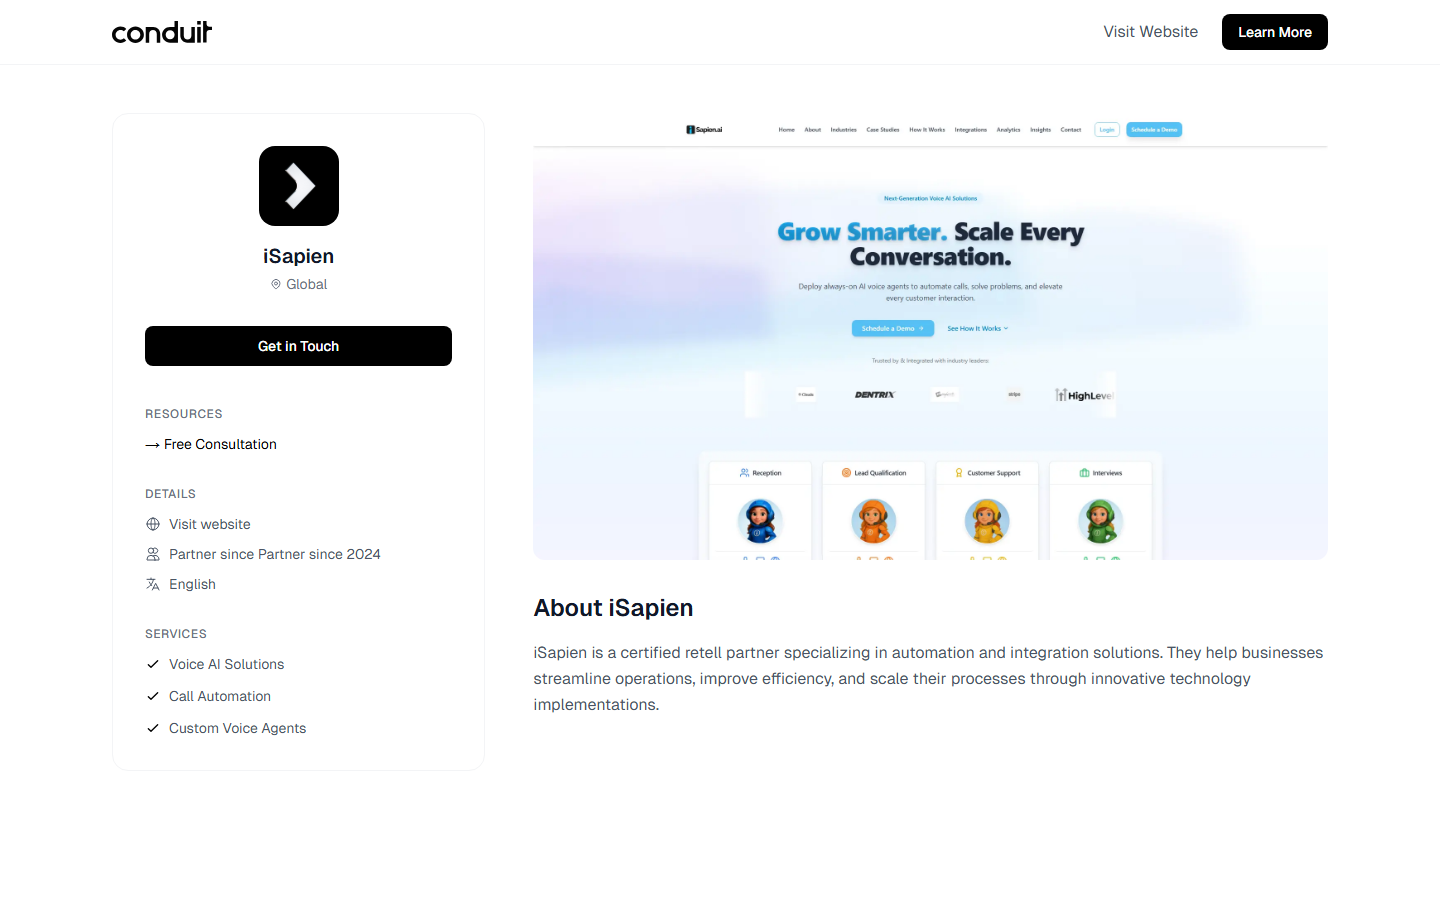 conduit
Visit Website
Learn More
iSapien
Global
Get in Touch
RESOURCES
→ Free Consultation
DETAILS
Visit website
Partner since Partner since 2024
English
SERVICES
Voice AI Solutions
Call Automation
Custom Voice Agents
Sapien.ai
Home About Industries Case Studies How It Works Integrations Analytics Insights Contact Login Schedule a Demo
Next-Generation Voice AI Solutions
Grow Smarter. Scale Every
Conversation.
Deploy always-on AI voice agents to automate calls, solve problems, and elevate
every customer interaction.
Schedule a Demo →
See How It Works
Trusted by & Integrated with industry leaders:
DENTRIX
stripe
HighLevel
Reception
Lead Qualification
Customer Support
Interviews
About iSapien
iSapien is a certified retell partner specializing in automation and integration solutions. They help businesses
streamline operations, improve efficiency, and scale their processes through innovative technology
implementations.